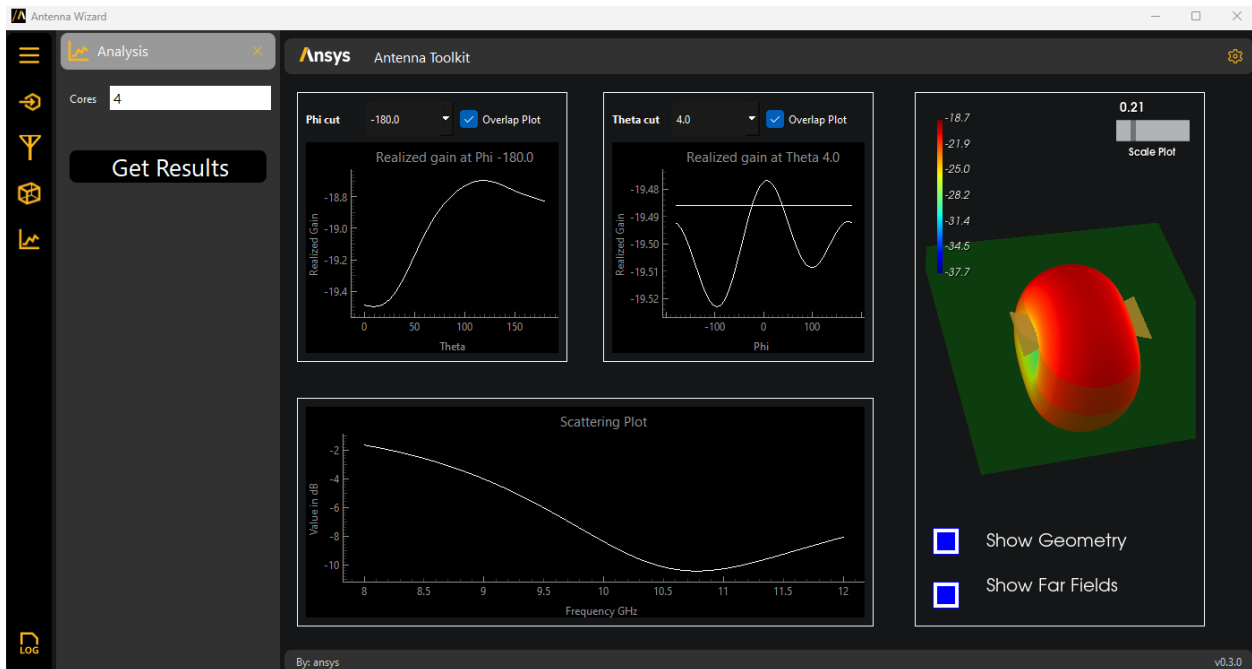 Antenna Wizard
Analysis
Cores 4
Get Results
Ansys Antenna Toolkit
Phi cut -180.0 Overlap Plot
Realized gain at Phi -180.0
Realized Gain
-18.8
-19.0
-19.2
-19.4
0 50 100 150
Theta
Theta cut 4.0 Overlap Plot
Realized gain at Theta 4.0
Realized Gain
-19.48
-19.49
-19.50
-19.51
-19.52
-100 0 100
Phi
0.21
Scale Plot
-18.7
-21.9
-25.0
-28.2
-31.4
-34.5
-37.7
Scattering Plot
Value in dB
-2
-4
-6
-8
-10
8 8.5 9 9.5 10 10.5 11 11.5 12
Frequency GHz
Show Geometry
Show Far Fields
LOG
By: ansys
v0.3.0